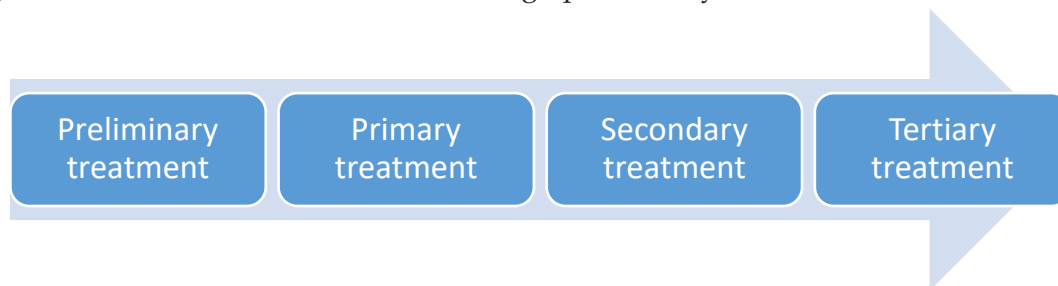 Preliminary
treatment
Primary
treatment
Secondary
treatment
Tertiary
treatment